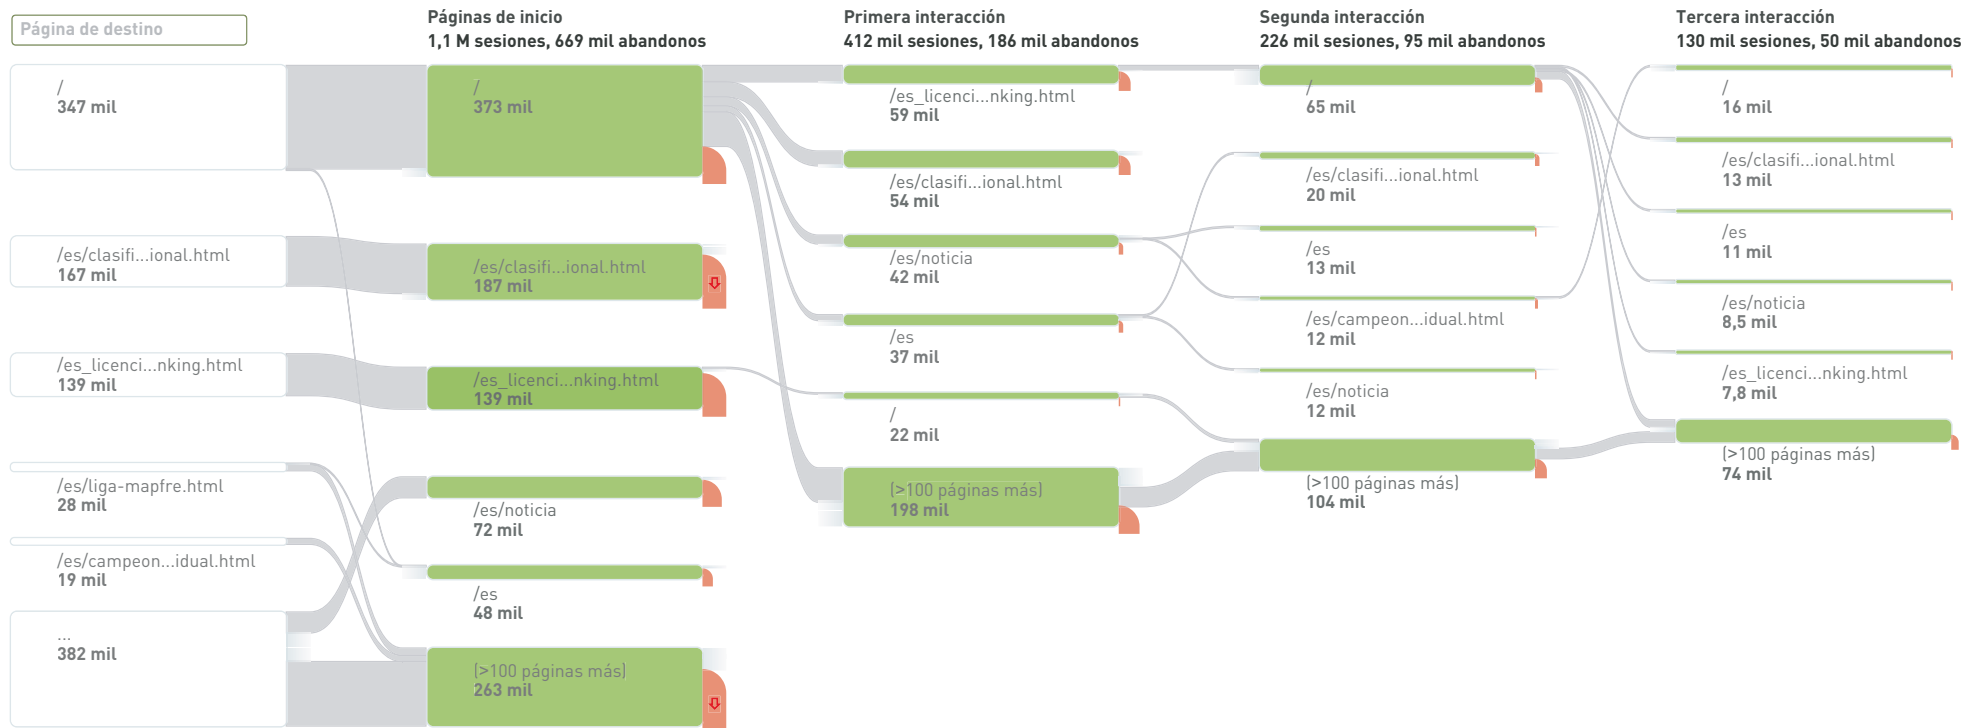 Página de destino
/
347 mil
/es/clasifi...ional.html
167 mil
/es_licenci...nking.html
139 mil
/es/liga-mapfre.html
28 mil
/es/campeon...idual.html
19 mil
...
382 mil
Páginas de inicio
1,1 M sesiones, 669 mil abandonos
/
373 mil
/es/clasifi...ional.html
187 mil
/es_licenci...nking.html
139 mil
/es/noticia
72 mil
/es
48 mil
(>100 páginas más)
263 mil
Primera interacción
412 mil sesiones, 186 mil abandonos
/es_licenci...nking.html
59 mil
/es/clasifi...ional.html
54 mil
/es/noticia
42 mil
/es
37 mil
/
22 mil
(>100 páginas más)
198 mil
Segunda interacción
226 mil sesiones, 95 mil abandonos
/
65 mil
/es/clasifi...ional.html
20 mil
/es
13 mil
/es/campeon...idual.html
12 mil
/es/noticia
12 mil
(>100 páginas más)
104 mil
Tercera interacción
130 mil sesiones, 50 mil abandonos
/
16 mil
/es/clasifi...ional.html
13 mil
/es
11 mil
/es/noticia
8,5 mil
/es_licenci...nking.html
7,8 mil
(>100 páginas más)
74 mil